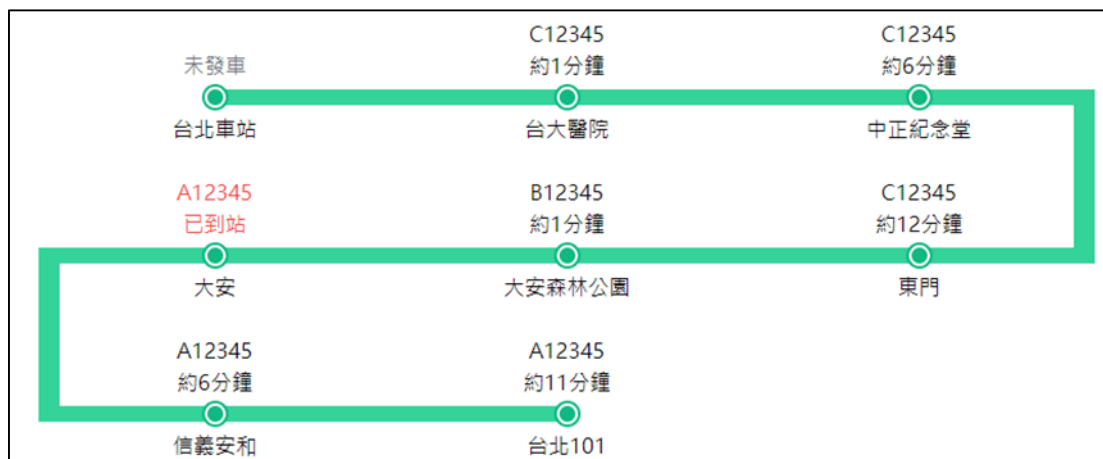 未發車
台北車站
C12345
約1分鐘
台大醫院
C12345
約6分鐘
中正紀念堂
C12345
約12分鐘
東門
B12345
約1分鐘
大安森林公園
A12345
已到站
大安
A12345
約6分鐘
信義安和
A12345
約11分鐘
台北101